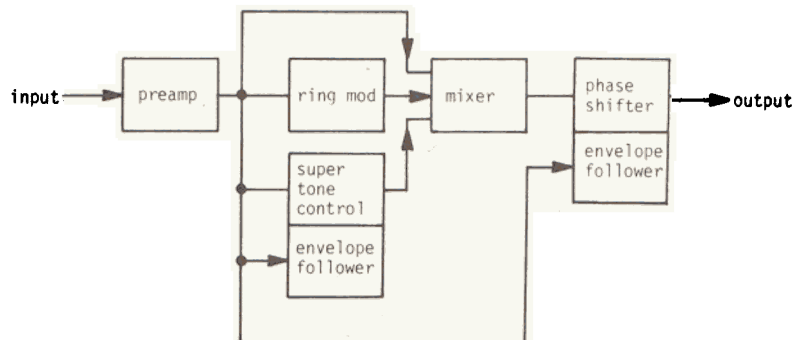 input
preamp
ring mod
mixer
phase
shifter
output
envelope
follower
super
tone
control
envelope
follower